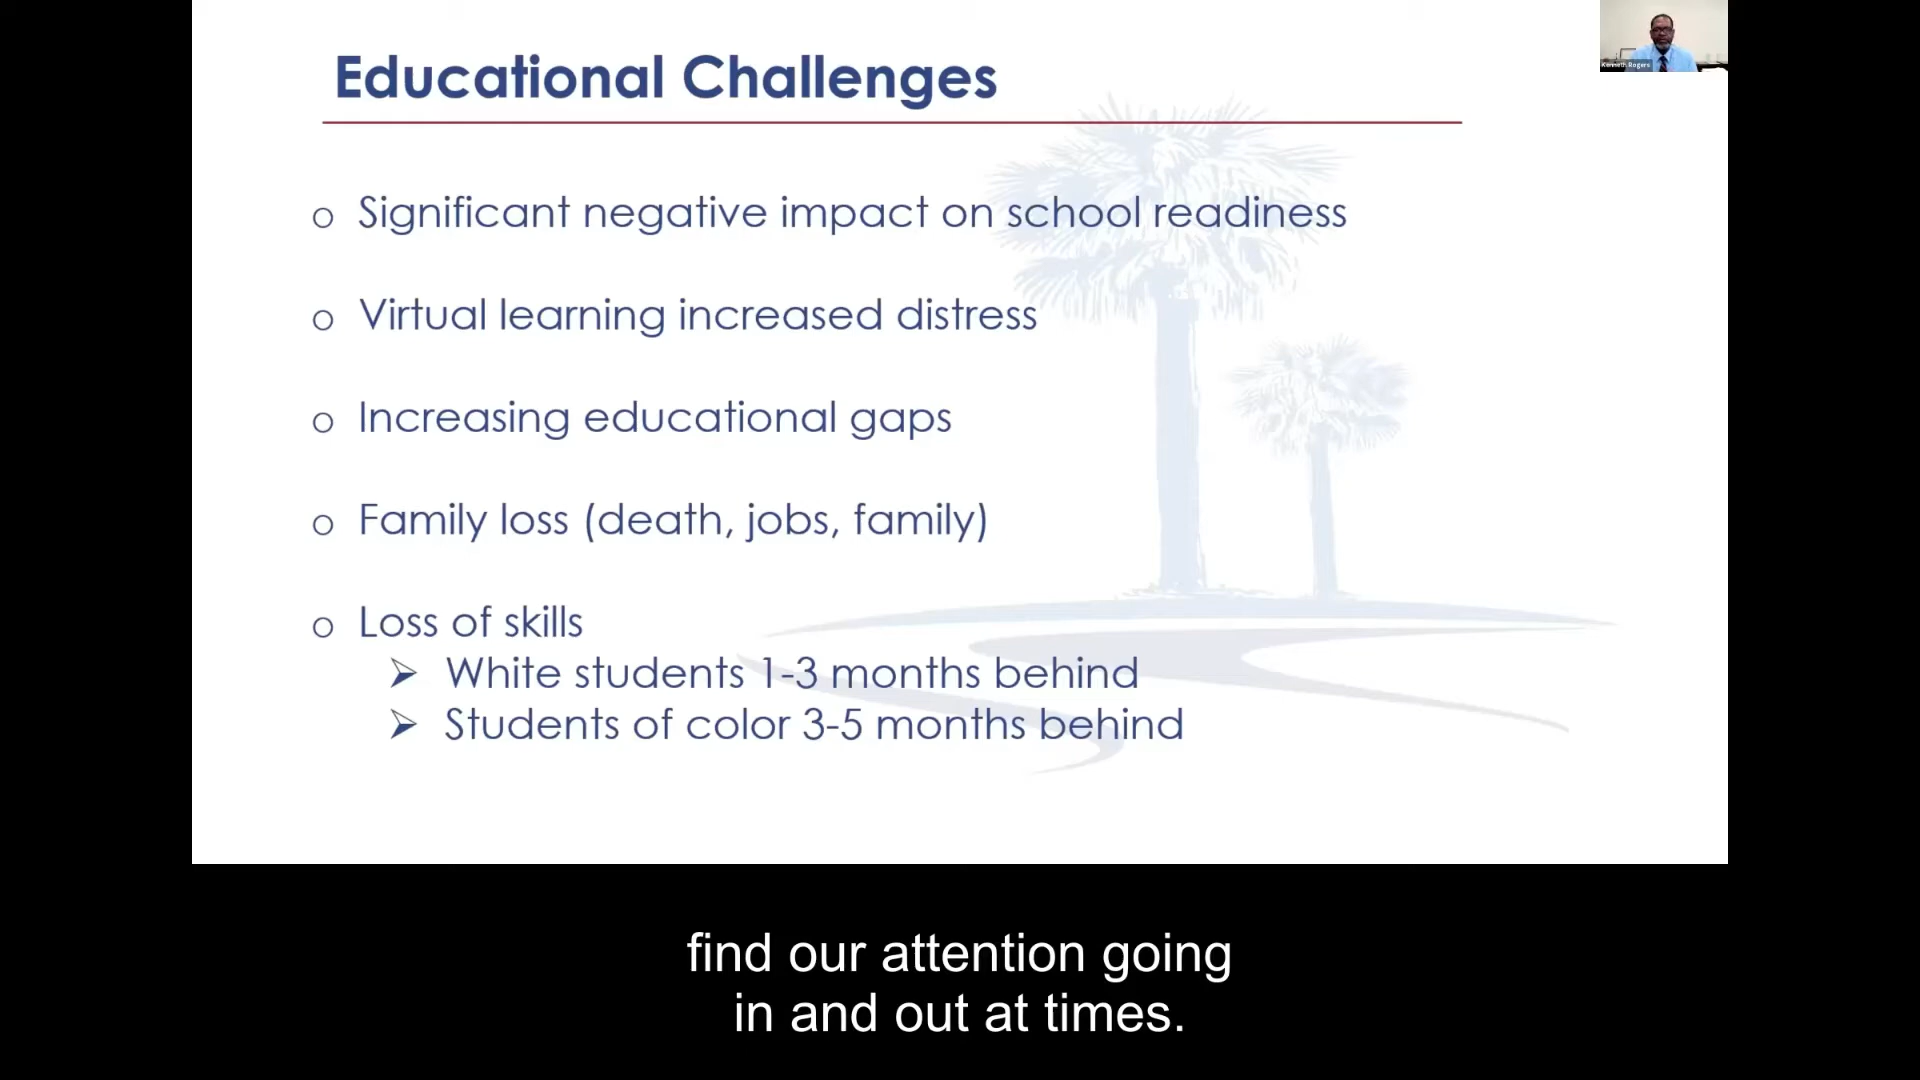 Educational Challenges
Kenneth Rogers
o Significant negative impact on school readiness
o Virtual learning increased distress
o Increasing educational gaps
o Family loss (death, jobs, family)
o Loss of skills
➢ White students 1-3 months behind
➢ Students of color 3-5 months behind
find our attention going
in and out at times.